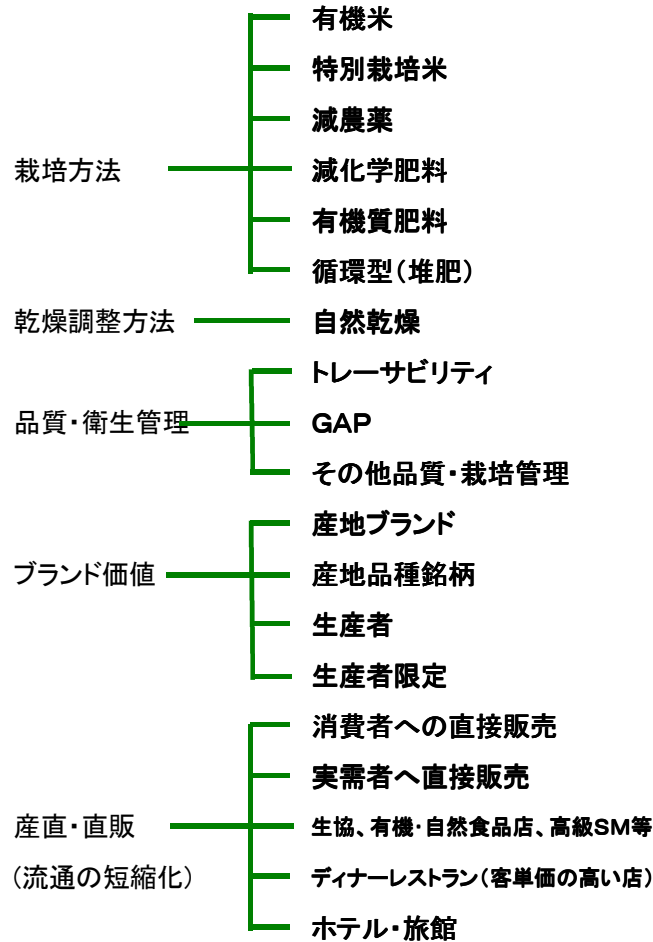 有機米
特別栽培米
減農薬
栽培方法
減化学肥料
有機質肥料
循環型(堆肥)
乾燥調整方法
自然乾燥
トレーサビリティ
品質・衛生管理
GAP
その他品質・栽培管理
産地ブランド
ブランド価値
産地品種銘柄
生産者
生産者限定
消費者への直接販売
実需者へ直接販売
産直・直販
生協、有機・自然食品店、高級SM等
(流通の短縮化)
ディナーレストラン(客単価の高い店)
ホテル・旅館